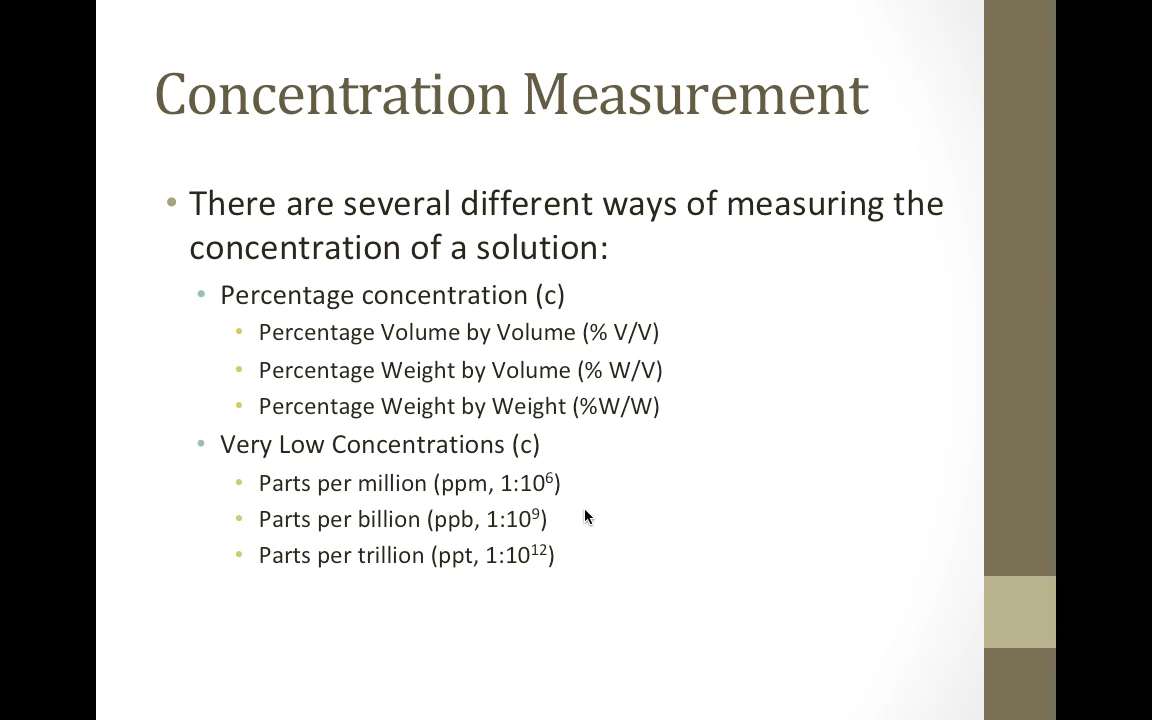 Concentration Measurement
• There are several different ways of measuring the
concentration of a solution:
• Percentage concentration (c)
• Percentage Volume by Volume (% V/V)
• Percentage Weight by Volume (% W/V)
• Percentage Weight by Weight (%W/W)
• Very Low Concentrations (c)
• Parts per million (ppm, 1:10⁶)
• Parts per billion (ppb, 1:10⁹)
• Parts per trillion (ppt, 1:10¹²)